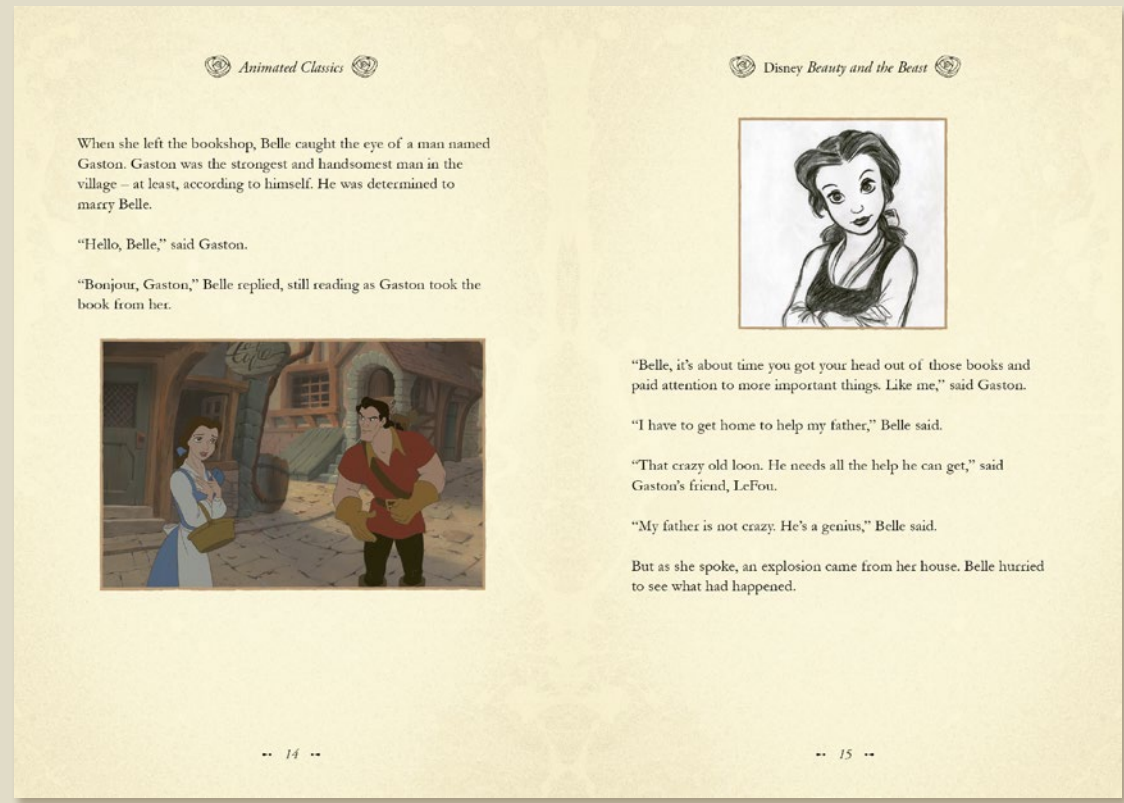 Animated Classics
When she left the bookshop, Belle caught the eye of a man named
Gaston. Gaston was the strongest and handsomest man in the
village – at least, according to himself. He was determined to
marry Belle.
“Hello, Belle,” said Gaston.
“Bonjour, Gaston,” Belle replied, still reading as Gaston took the
book from her.
14
Disney Beauty and the Beast
“Belle, it’s about time you got your head out of those books and
paid attention to more important things. Like me,” said Gaston.
“I have to get home to help my father,” Belle said.
“That crazy old loon. He needs all the help he can get,” said
Gaston’s friend, LeFou.
“My father is not crazy. He’s a genius,” Belle said.
But as she spoke, an explosion came from her house. Belle hurried
to see what had happened.
15